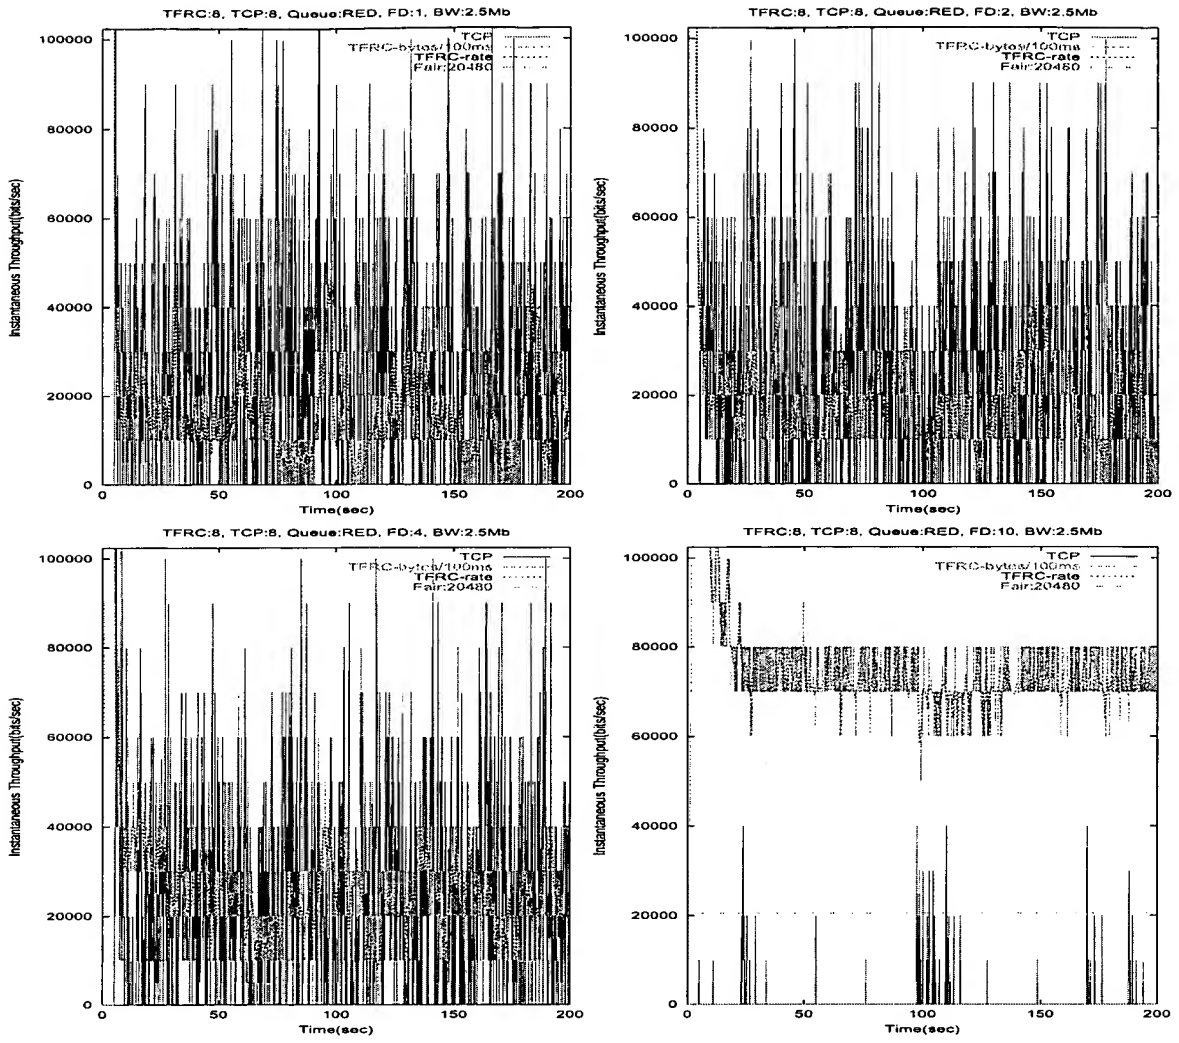 TFRC:8, TCP:8, Queue:RED, FD:1, BW:2.5Mb
100000
80000
60000
40000
20000
0
Instantaneous Throughput(bits/sec)
TCP
TFRC-bytes/100ms
TFRC-rate
Fair:20480
0 50 100 150 200
Time(sec)
TFRC:8, TCP:8, Queue:RED, FD:2, BW:2.5Mb
100000
80000
60000
40000
20000
0
Instantaneous Throughput(bits/sec)
TCP
TFRC-bytes/100ms
TFRC-rate
Fair:20480
0 50 100 150 200
Time(sec)
TFRC:8, TCP:8, Queue:RED, FD:4, BW:2.5Mb
100000
80000
60000
40000
20000
0
Instantaneous Throughput(bits/sec)
TCP
TFRC-bytes/100ms
TFRC-rate
Fair:20480
0 50 100 150 200
Time(sec)
TFRC:8, TCP:8, Queue:RED, FD:10, BW:2.5Mb
100000
80000
60000
40000
20000
0
Instantaneous Throughput(bits/sec)
TCP
TFRC-bytes/100ms
TFRC-rate
Fair:20480
0 50 100 150 200
Time(sec)